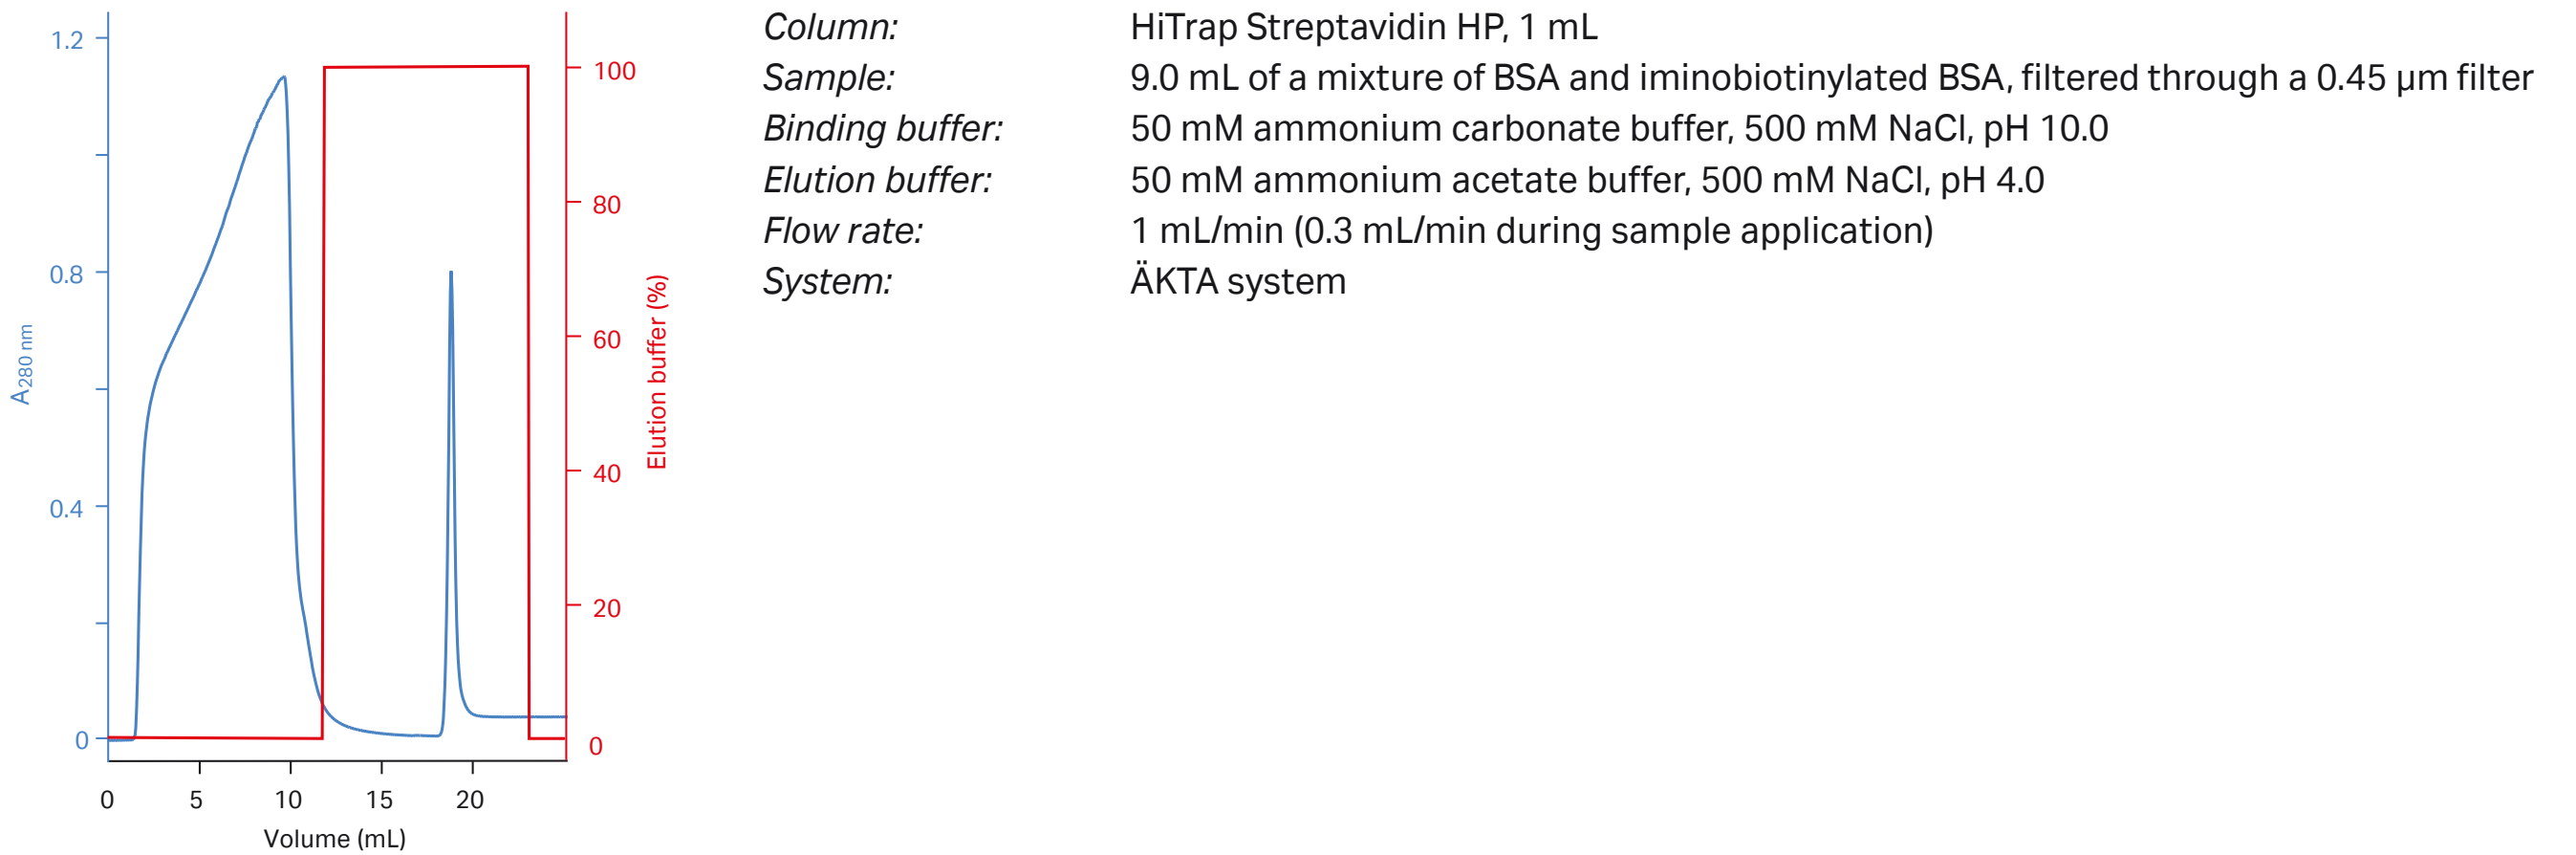 Column: HiTrap Streptavidin HP, 1 mL
Sample: 9.0 mL of a mixture of BSA and iminobiotinylated BSA, filtered through a 0.45 µm filter
Binding buffer: 50 mM ammonium carbonate buffer, 500 mM NaCl, pH 10.0
Elution buffer: 50 mM ammonium acetate buffer, 500 mM NaCl, pH 4.0
Flow rate: 1 mL/min (0.3 mL/min during sample application)
System: ÄKTA system
A280 nm
1.2
0.8
0.4
0
100
80
60
40
20
0
Elution buffer (%)
0 5 10 15 20
Volume (mL)